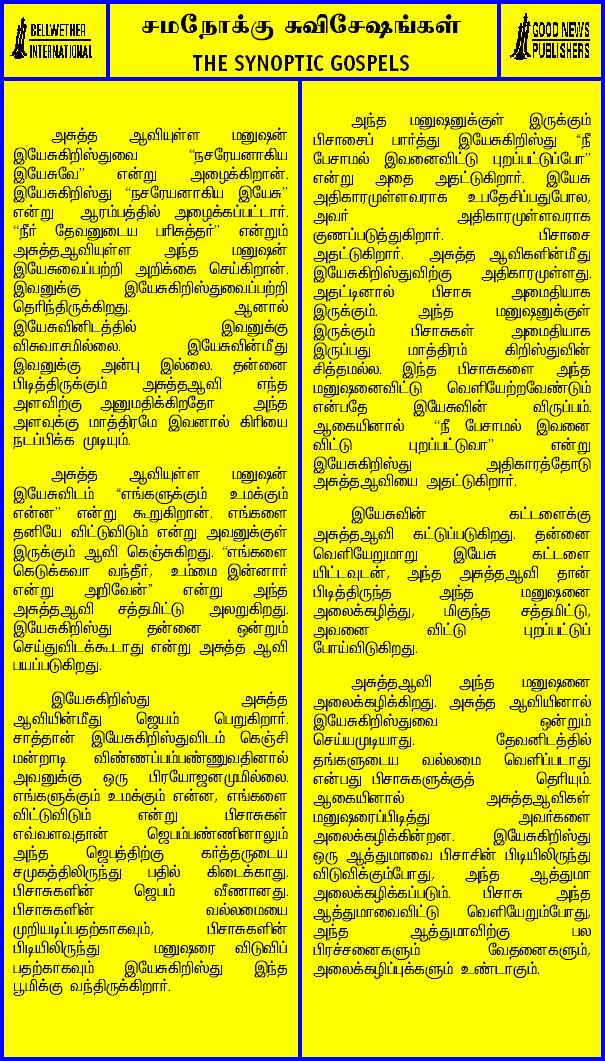 BELLWETHER
INTERNATIONAL
சமநோக்கு சுவிசேஷங்கள்
THE SYNOPTIC GOSPELS
GOOD NEWS
PUBLISHERS
அசுத்த ஆவியுள்ள மனுஷன்
இயேசுகிறிஸ்துவை “நசரேயனாகிய
இயேசுவே” என்று அழைக்கிறான்.
இயேசுகிறிஸ்து “நசரேயனாகிய இயேசு”
என்று ஆரம்பத்தில் அழைக்கப்பட்டார்.
“நீர் தேவனுடைய பரிசுத்தர்” என்றும்
அசுத்தஆவியுள்ள அந்த மனுஷன்
இயேசுவைப்பற்றி அறிக்கை செய்கிறான்.
இவனுக்கு இயேசுகிறிஸ்துவைப்பற்றி
தெரிந்திருக்கிறது. ஆனால்
இயேசுவினிடத்தில் இவனுக்கு
விசுவாசமில்லை. இயேசுவின்மீது
இவனுக்கு அன்பு இல்லை. தன்னை
பிடித்திருக்கும் அசுத்தஆவி எந்த
அளவிற்கு அனுமதிக்கிறதோ அந்த
அளவுக்கு மாத்திரமே இவனால் கிரியை
நடப்பிக்க முடியும்.
அசுத்த ஆவியுள்ள மனுஷன்
இயேசுவிடம் “எங்களுக்கும் உமக்கும்
என்ன” என்று கூறுகிறான். எங்களை
தனியே விட்டுவிடும் என்று அவனுக்குள்
இருக்கும் ஆவி கெஞ்சுகிறது. “எங்களை
கெடுக்கவா வந்தீர், உம்மை இன்னார்
என்று அறிவேன்” என்று அந்த
அசுத்தஆவி சத்தமிட்டு அலறுகிறது.
இயேசுகிறிஸ்து தன்னை ஒன்றும்
செய்துவிடக்கூடாது என்று அசுத்த ஆவி
பயப்படுகிறது.
இயேசுகிறிஸ்து அசுத்த
ஆவியின்மீது ஜெயம் பெறுகிறார்.
சாத்தான் இயேசுகிறிஸ்துவிடம் கெஞ்சி
மன்றாடி விண்ணப்பம்பண்ணுவதினால்
அவனுக்கு ஒரு பிரயோஜனமுமில்லை.
எங்களுக்கும் உமக்கும் என்ன, எங்களை
விட்டுவிடும் என்று பிசாசுகள்
எவ்வளவுதான் ஜெபம்பண்ணினாலும்
அந்த ஜெபத்திற்கு கர்த்தருடைய
சமுகத்திலிருந்து பதில் கிடைக்காது.
பிசாசுகளின் ஜெபம் வீணானது.
பிசாசுகளின் வல்லமையை
முறியடிப்பதற்காகவும், பிசாசுகளின்
பிடியிலிருந்து மனுஷரை விடுவிப்
பதற்காகவும் இயேசுகிறிஸ்து இந்த
பூமிக்கு வந்திருக்கிறார்.
அந்த மனுஷனுக்குள் இருக்கும்
பிசாசைப் பார்த்து இயேசுகிறிஸ்து “நீ
பேசாமல் இவனைவிட்டு புறப்பட்டுப்போ”
என்று அதை அதட்டுகிறார். இயேசு
அதிகாரமுள்ளவராக உபதேசிப்பதுபோல,
அவர் அதிகாரமுள்ளவராக
குணப்படுத்துகிறார். பிசாசை
அதட்டுகிறார். அசுத்த ஆவிகளின்மீது
இயேசுகிறிஸ்துவிற்கு அதிகாரமுள்ளது.
அதட்டினால் பிசாசு அமைதியாக
இருக்கும். அந்த மனுஷனுக்குள்
இருக்கும் பிசாசுகள் அமைதியாக
இருப்பது மாத்திரம் கிறிஸ்துவின்
சித்தமல்ல. இந்த பிசாசுகளை அந்த
மனுஷனைவிட்டு வெளியேற்றவேண்டும்
என்பதே இயேசுவின் விருப்பம்.
ஆகையினால் “நீ பேசாமல் இவனை
விட்டு புறப்பட்டுவா” என்று
இயேசுகிறிஸ்து அதிகாரத்தோடு
அசுத்தஆவியை அதட்டுகிறார்.
இயேசுவின் கட்டளைக்கு
அசுத்தஆவி கட்டுப்படுகிறது. தன்னை
வெளியேறுமாறு இயேசு கட்டளை
யிட்டவுடன், அந்த அசுத்தஆவி தான்
பிடித்திருந்த அந்த மனுஷனை
அலைக்கழித்து, மிகுந்த சத்தமிட்டு,
அவனை விட்டு புறப்பட்டுப்
போய்விடுகிறது.
அசுத்தஆவி அந்த மனுஷனை
அலைக்கழிக்கிறது. அசுத்த ஆவியினால்
இயேசுகிறிஸ்துவை ஒன்றும்
செய்யமுடியாது. தேவனிடத்தில்
தங்களுடைய வல்லமை வெளிப்படாது
என்பது பிசாசுகளுக்குத் தெரியும்.
ஆகையினால் அசுத்தஆவிகள்
மனுஷரைப்பிடித்து அவர்களை
அலைக்கழிக்கின்றன. இயேசுகிறிஸ்து
ஒரு ஆத்துமாவை பிசாசின் பிடியிலிருந்து
விடுவிக்கும்போது, அந்த ஆத்துமா
அலைக்கழிக்கப்படும். பிசாசு அந்த
ஆத்துமாவைவிட்டு வெளியேறும்போது,
அந்த ஆத்துமாவிற்கு பல
பிரச்சனைகளும் வேதனைகளும்,
அலைக்கழிப்புக்களும் உண்டாகும்.